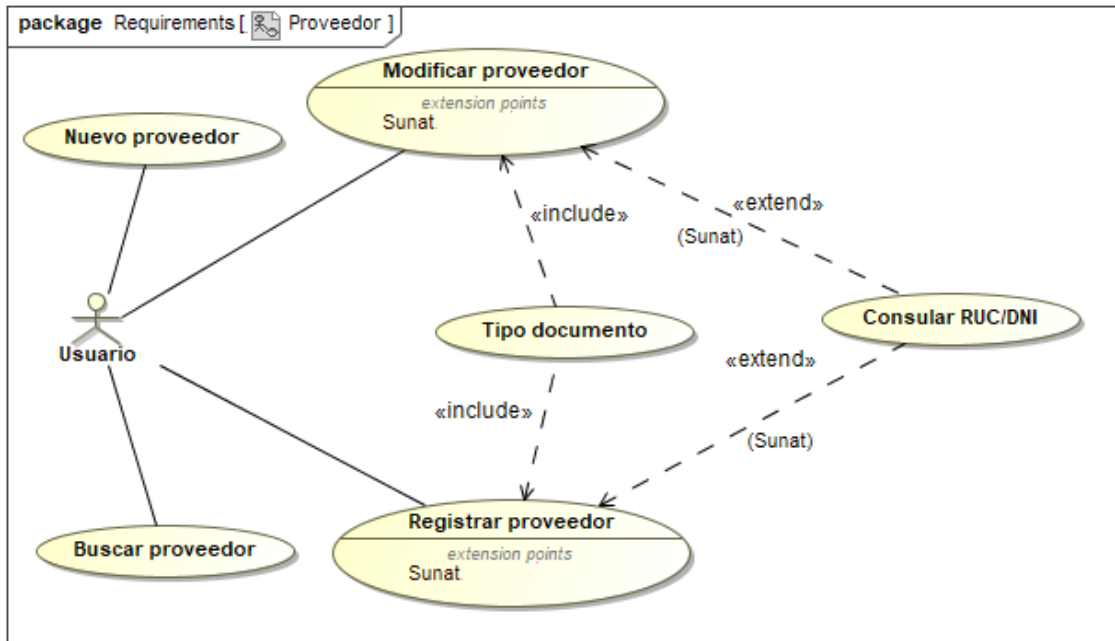 package Requirements [ Proveedor ]
Modificar proveedor
extension points
Sunat
Nuevo proveedor
«extend»
«include»
(Sunat)
Tipo documento
Consular RUC/DNI
Usuario
«extend»
«include»
(Sunat)
Registrar proveedor
extension points
Sunat
Buscar proveedor